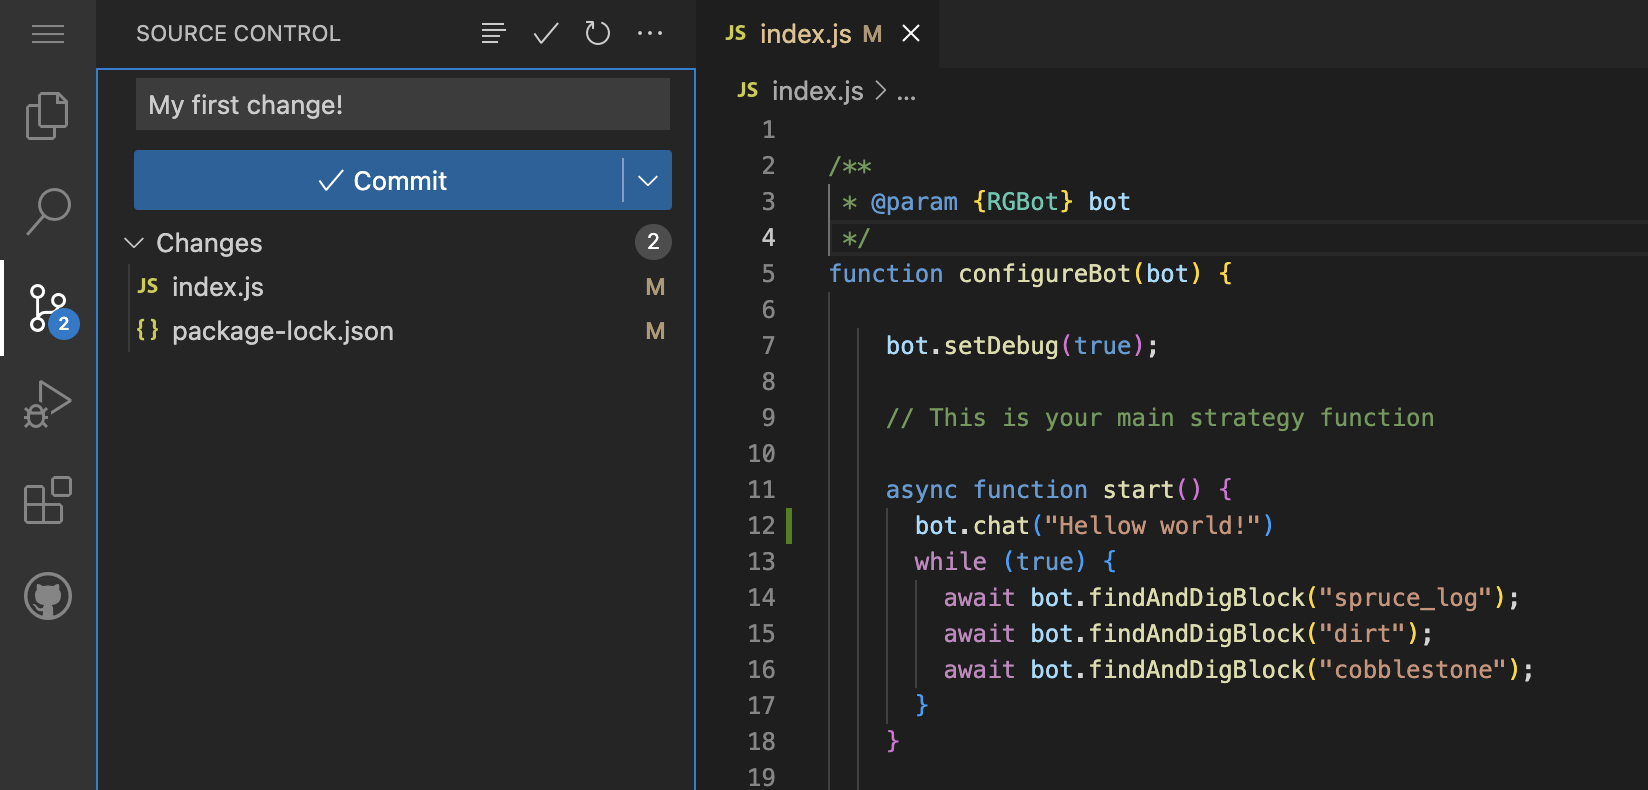 SOURCE CONTROL
My first change!
Commit
Changes 2
JS index.js M
{} package-lock.json M
2
JS index.js M
JS index.js > ...
1
2 /**
3 * @param {RGBot} bot
4 */
5 function configureBot(bot) {
6
7 bot.setDebug(true);
8
9 // This is your main strategy function
10
11 async function start() {
12 bot.chat("Hellow world!")
13 while (true) {
14 await bot.findAndDigBlock("spruce_log");
15 await bot.findAndDigBlock("dirt");
16 await bot.findAndDigBlock("cobblestone");
17 }
18 }
19